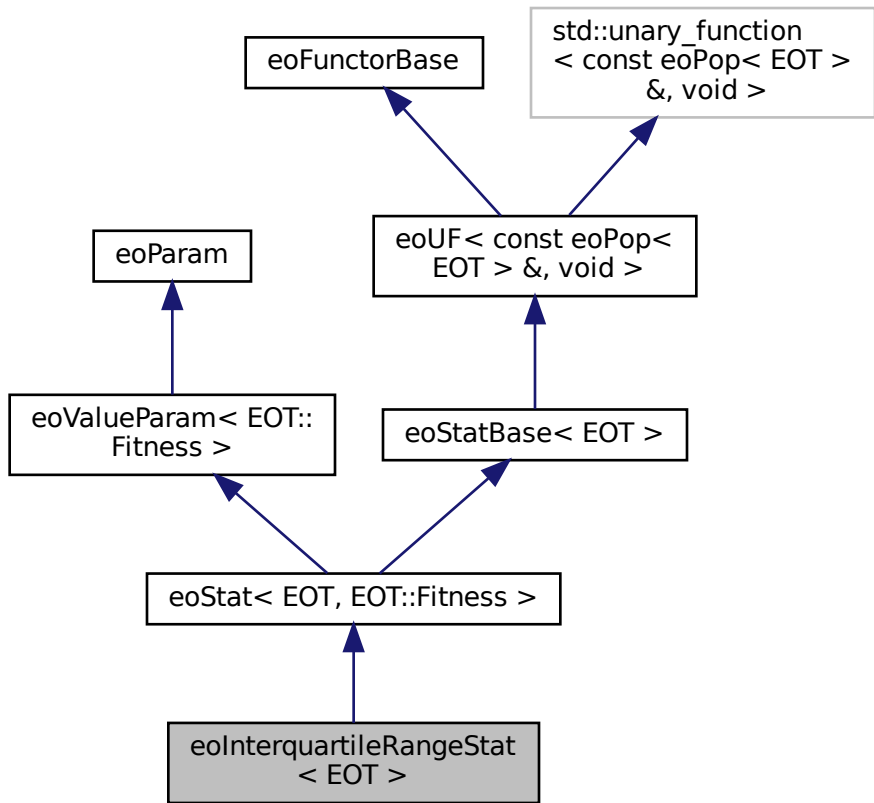 std::unary_function
< const eoPop< EOT >
&, void >
eoFunctorBase
eoUF< const eoPop<
EOT > &, void >
eoParam
eoValueParam< EOT::
Fitness >
eoStatBase< EOT >
eoStat< EOT, EOT::Fitness >
eoInterquartileRangeStat
< EOT >